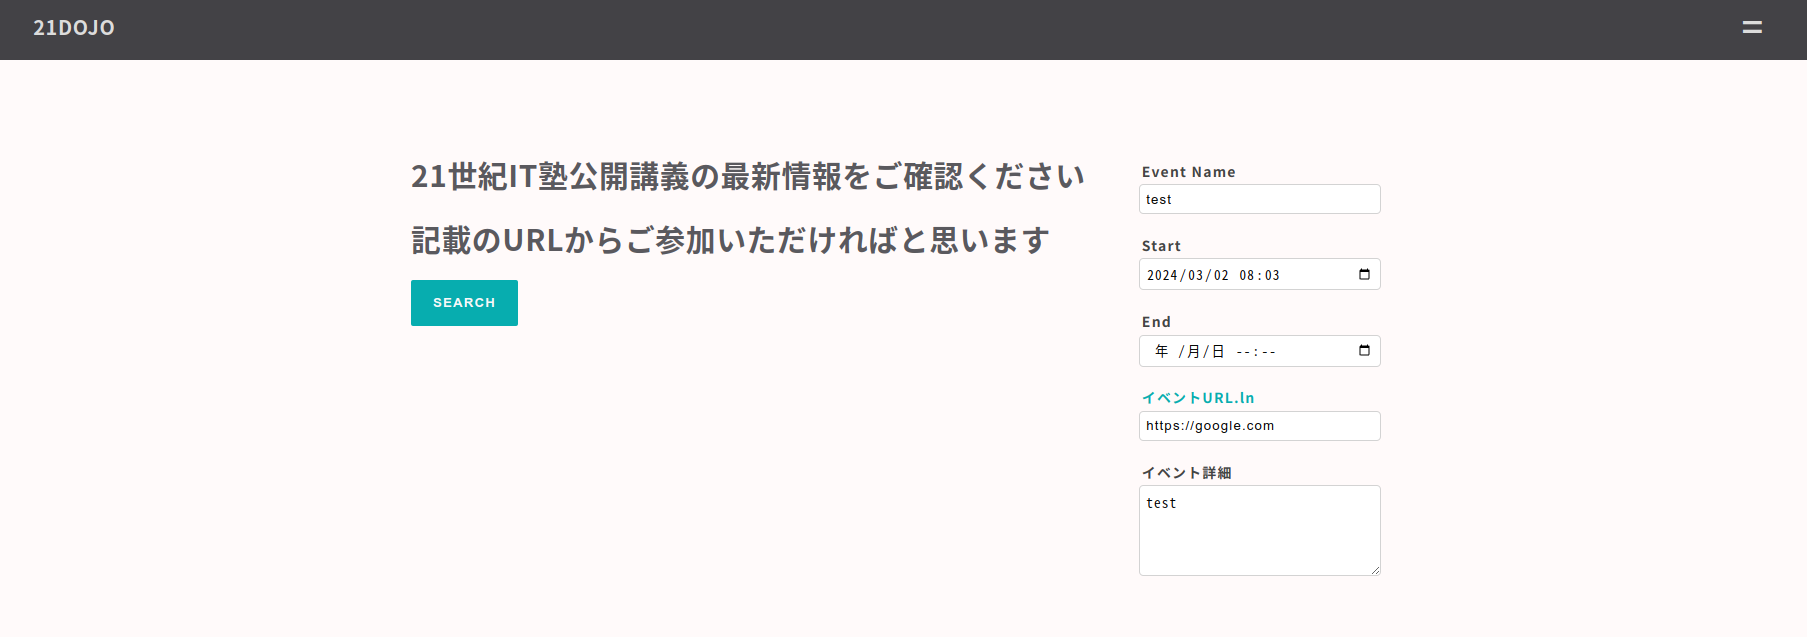 21DOJO
21世紀IT塾公開講義の最新情報をご確認ください
記載のURLからご参加いただければと思います
SEARCH
Event Name
test
Start
2024/03/02 08:03
End
年 /月/日 --:--
イベントURL.ln
https://google.com
イベント詳細
test